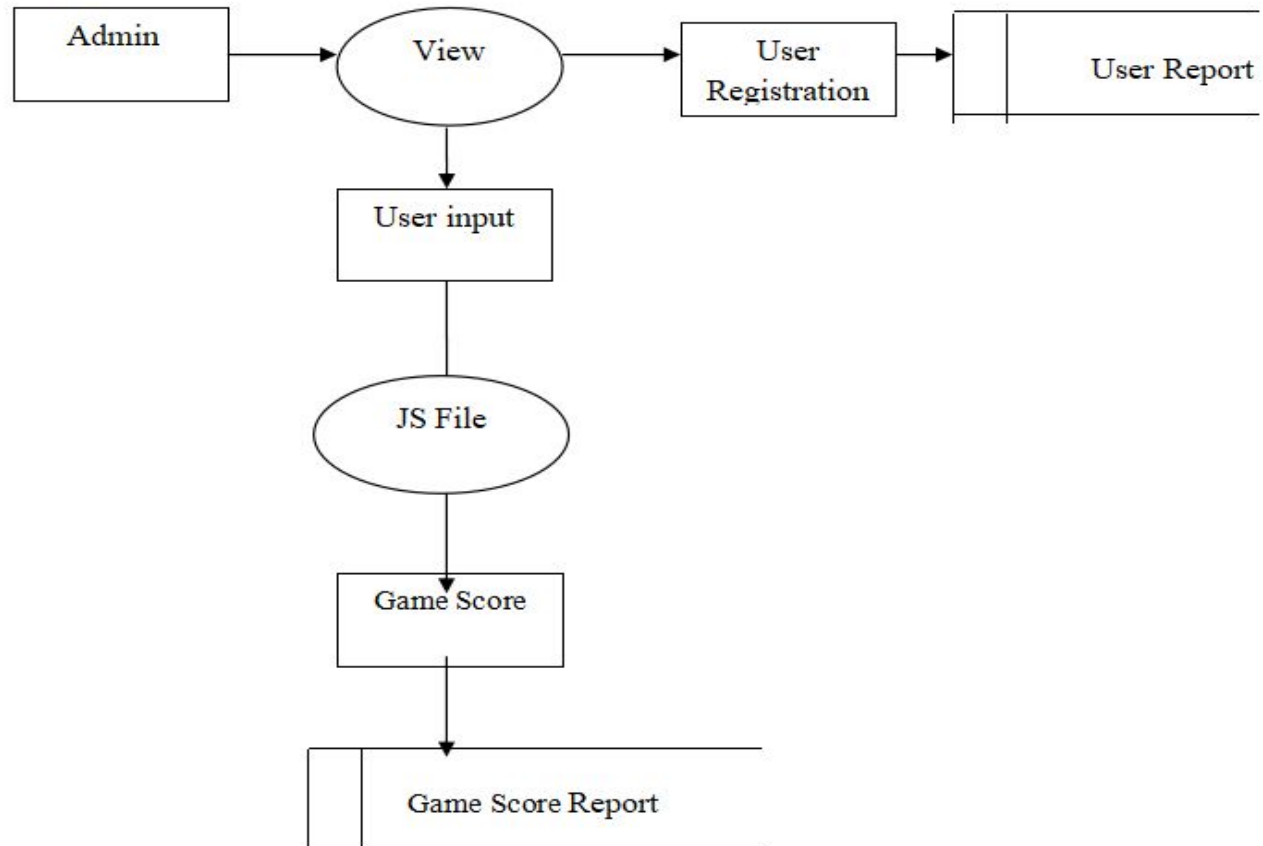 Admin
View
User
Registration
User Report
User input
JS File
Game Score
Game Score Report